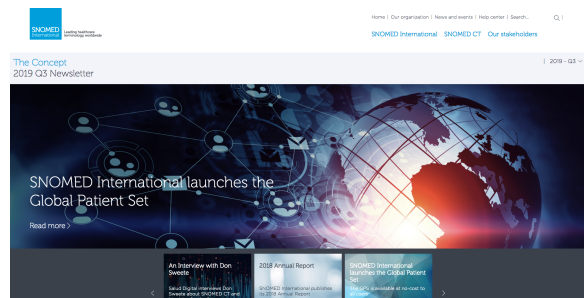 SNOMED
International
Leading healthcare
terminology, worldwide
Home | Our organization | News and events | Help center | Search...
SNOMED International SNOMED CT Our stakeholders
The Concept
2019 Q3 Newsletter
| 2019 - Q3
SNOMED International launches the
Global Patient Set
Read more >
An Interview with Don
Sweete
Salud Digital interviews Don
Sweete about SNOMED CT and
2018 Annual Report
SNOMED International publishes
its 2018 Annual Report
SNOMED International
launches the Global Patient
Set
The GPS is available at no-cost to